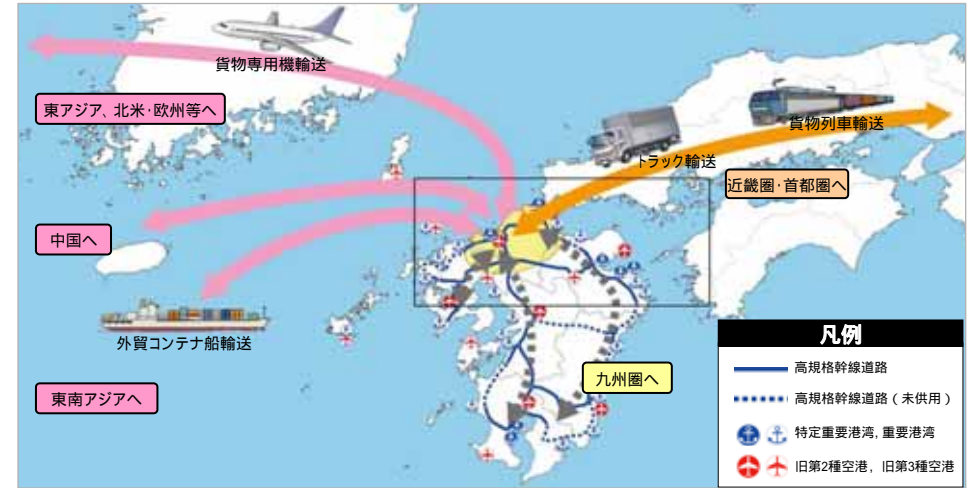 貨物専用機輸送
東アジア、北米・欧州等へ
貨物列車輸送
トラック輸送
近畿圏・首都圏へ
中国へ
外貿コンテナ船輸送
東南アジアへ
九州圏へ
凡例
高規格幹線道路
高規格幹線道路(未供用)
特定重要港湾,重要港湾
旧第2種空港,旧第3種空港